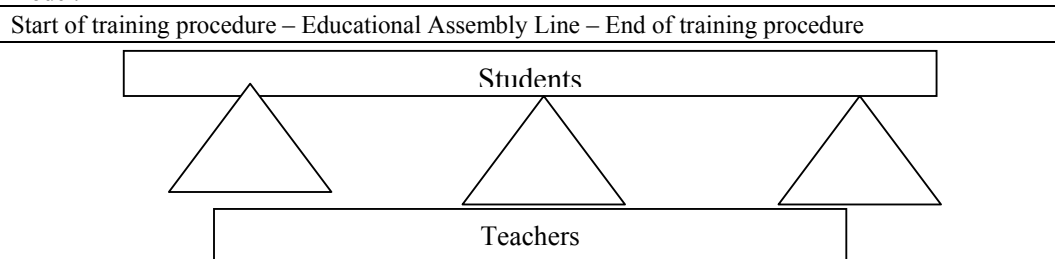 Start of training procedure – Educational Assembly Line – End of training procedure
Students
Teachers